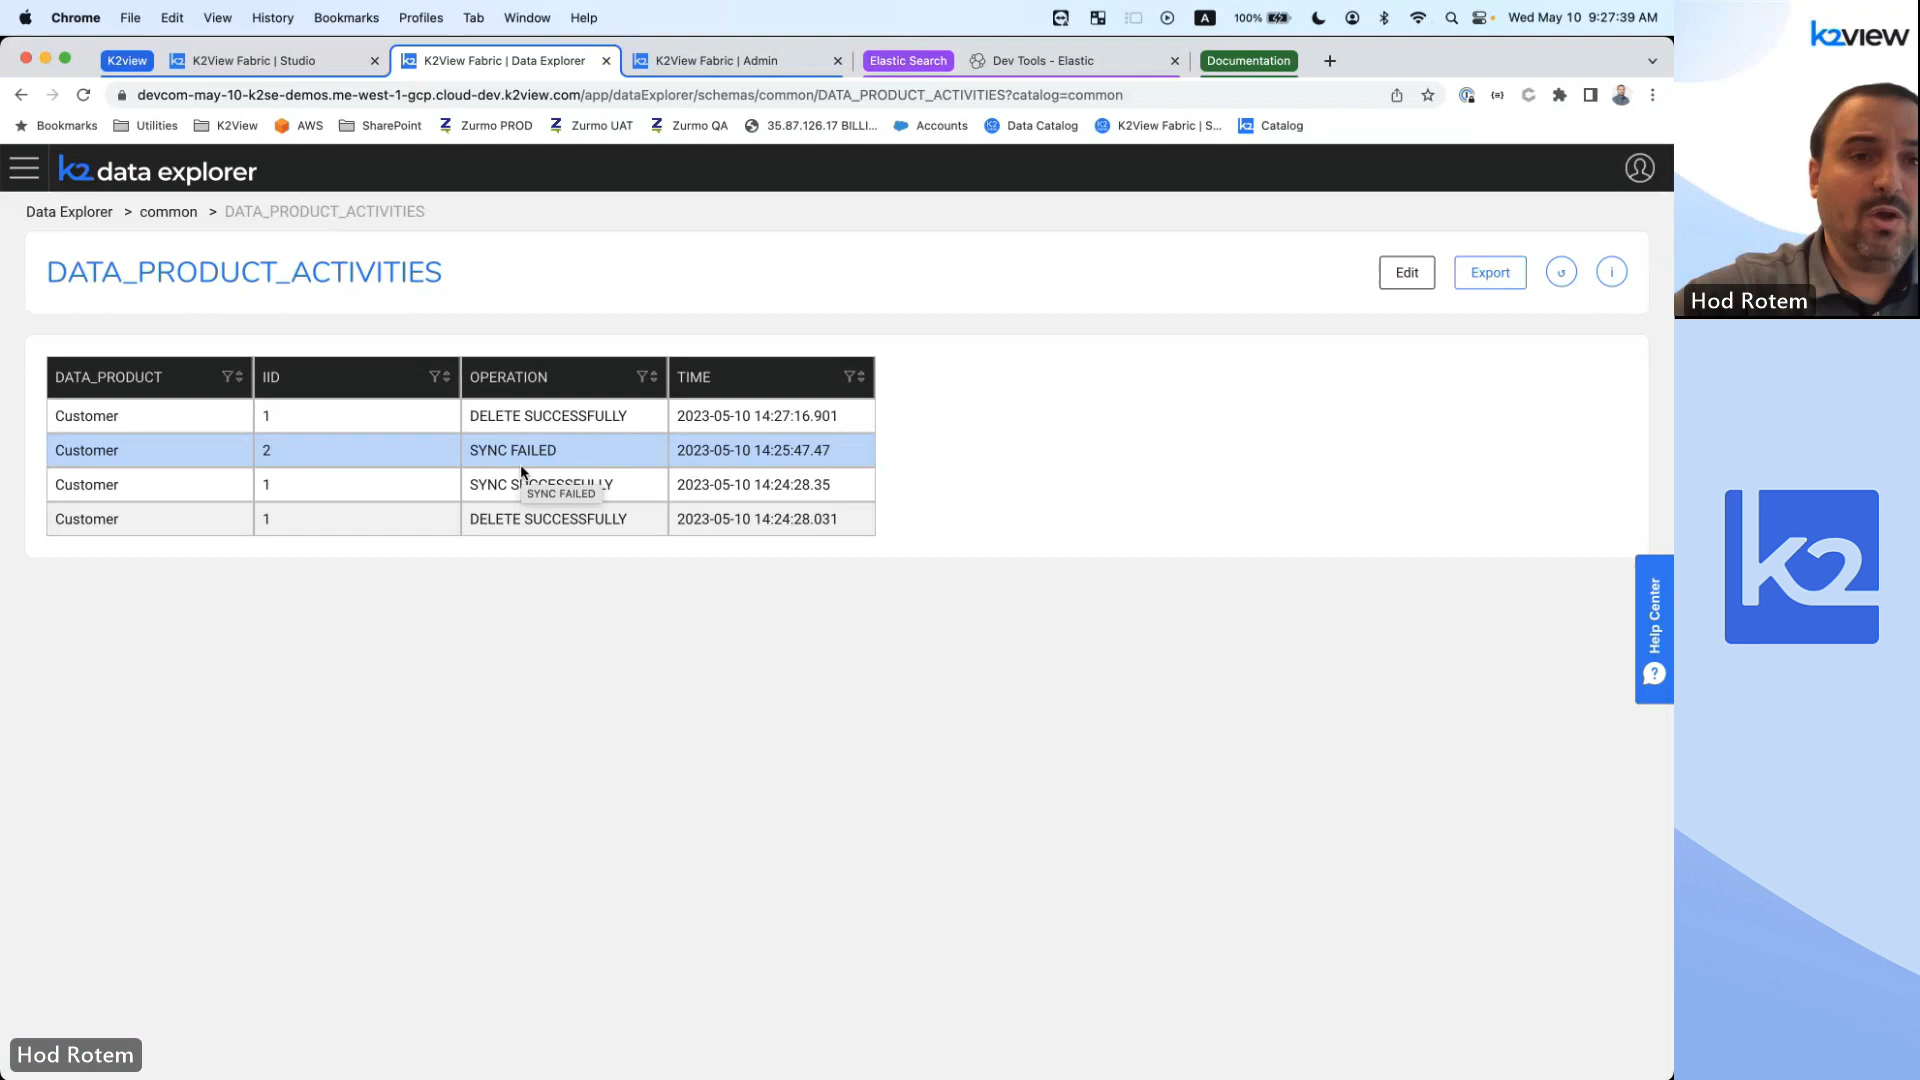 Chrome File Edit View History Bookmarks Profiles Tab Window Help
A 100% Wed May 10 9:27:39 AM
k2view
K2view K2View Fabric | Studio K2View Fabric | Data Explorer K2View Fabric | Admin Elastic Search Dev Tools - Elastic Documentation
devcom-may-10-k2se-demos.me-west-1-gcp.cloud-dev.k2view.com/app/dataExplorer/schemas/common/DATA_PRODUCT_ACTIVITIES?catalog=common
Bookmarks Utilities K2View AWS SharePoint Zurmo PROD Zurmo UAT Zurmo QA 35.87.126.17 BILLI... Accounts Data Catalog K2View Fabric | S... Catalog
k2 data explorer
Data Explorer > common > DATA_PRODUCT_ACTIVITIES
DATA_PRODUCT_ACTIVITIES
Edit Export i
Hod Rotem
DATA_PRODUCT IID OPERATION TIME
Customer 1 DELETE SUCCESSFULLY 2023-05-10 14:27:16.901
Customer 2 SYNC FAILED 2023-05-10 14:25:47.47
Customer 1 SYNC SUCCESSFULLY 2023-05-10 14:24:28.35
SYNC FAILED
Customer 1 DELETE SUCCESSFULLY 2023-05-10 14:24:28.031
Help Center
?
k2
Hod Rotem